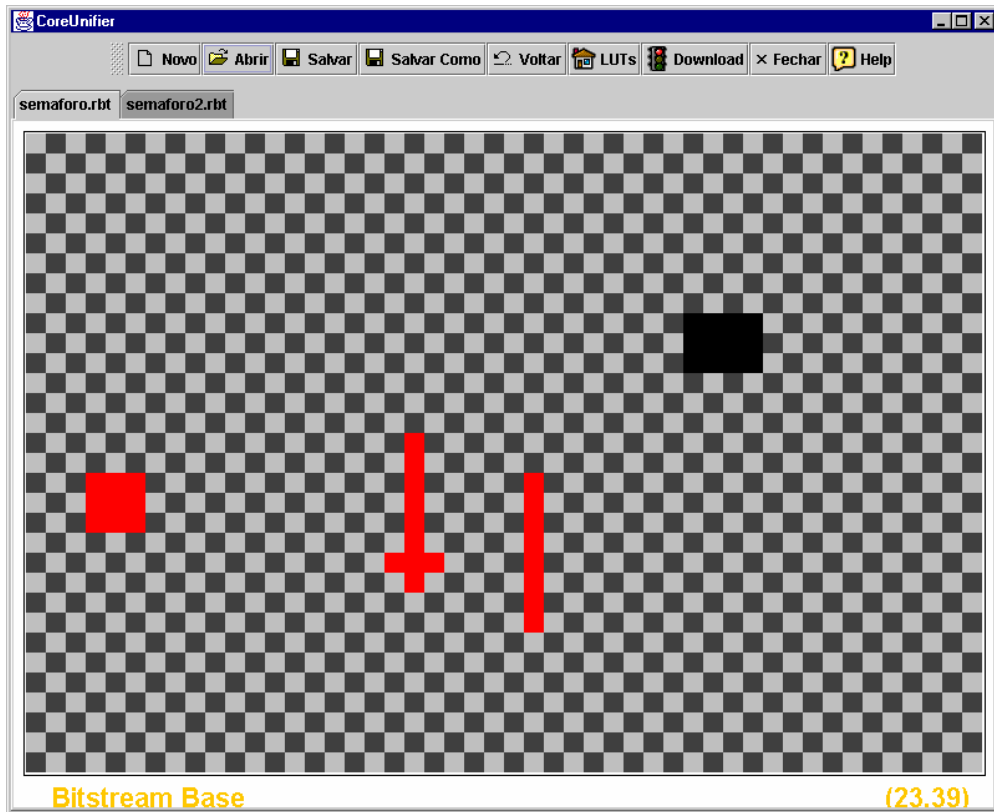 CoreUnifier
Novo Abrir Salvar Salvar Como Voltar LUTs Download × Fechar ? Help
semaforo.rbt semaforo2.rbt
Bitstream Base (23,39)